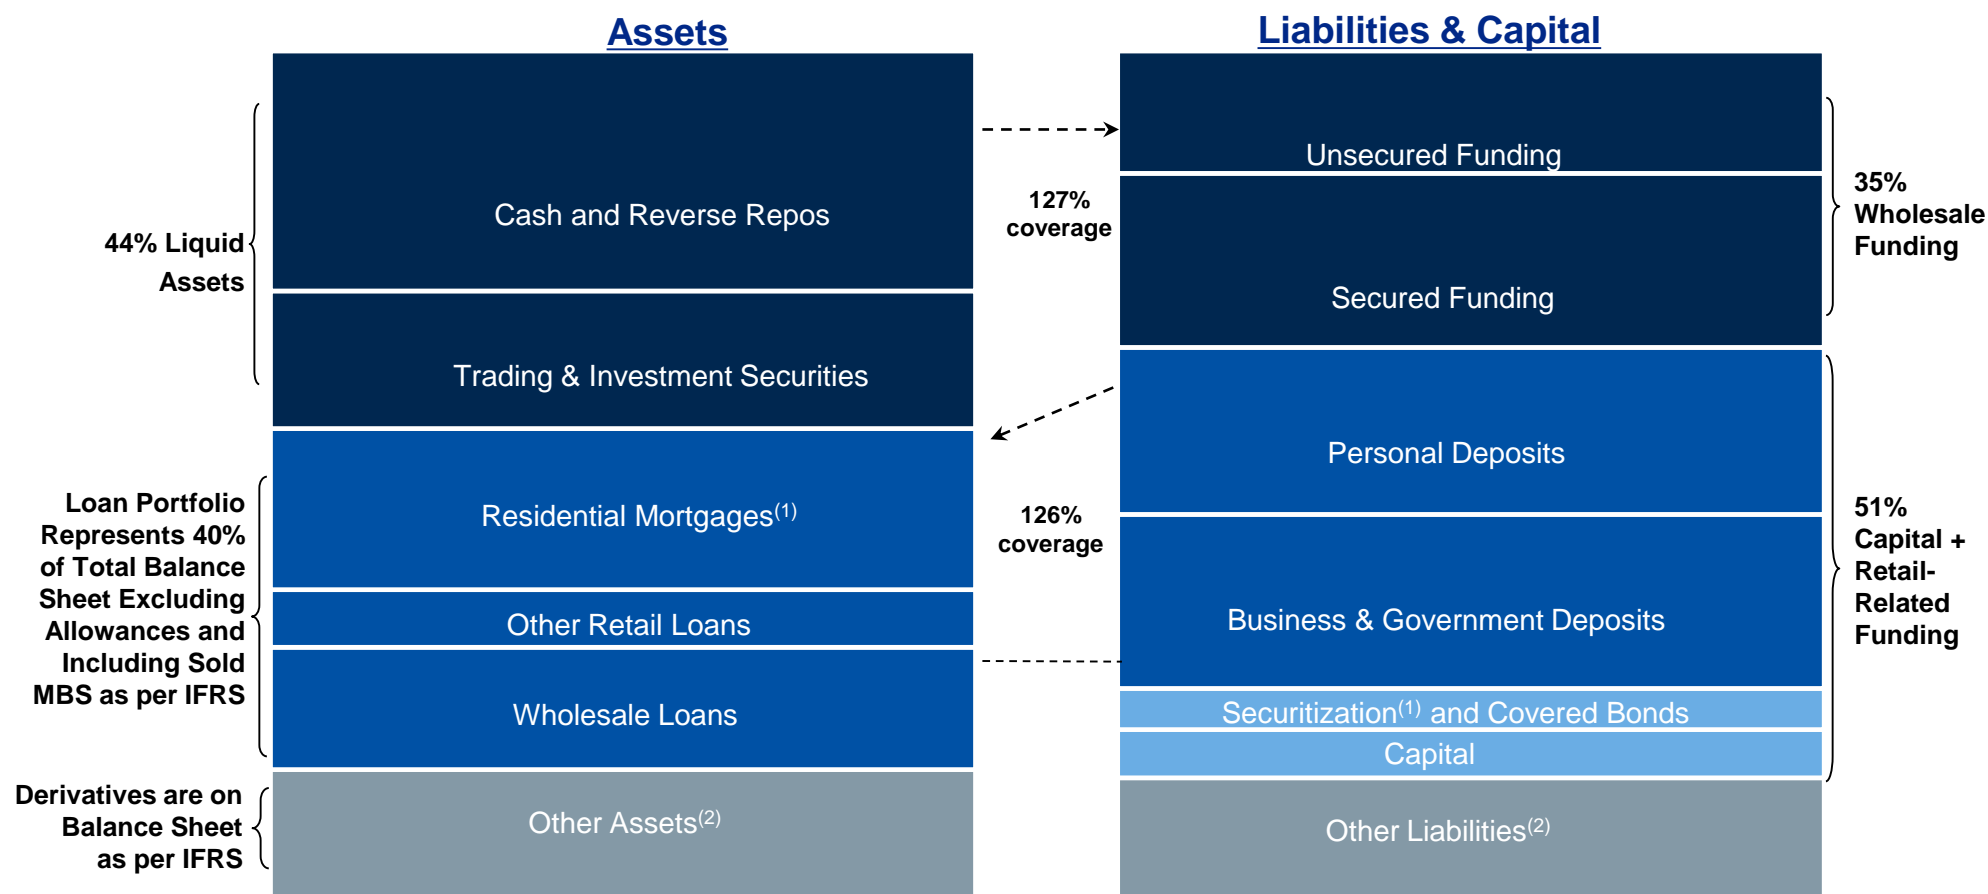 Assets
Liabilities & Capital
44% Liquid
Assets
Cash and Reverse Repos
Trading & Investment Securities
127%
coverage
Unsecured Funding
Secured Funding
35%
Wholesale
Funding
Loan Portfolio
Represents 40%
of Total Balance
Sheet Excluding
Allowances and
Including Sold
MBS as per IFRS
Residential Mortgages(1)
Other Retail Loans
Wholesale Loans
126%
coverage
Personal Deposits
Business & Government Deposits
Securitization(1) and Covered Bonds
Capital
51%
Capital +
Retail-
Related
Funding
Derivatives are on
Balance Sheet
as per IFRS
Other Assets(2)
Other Liabilities(2)